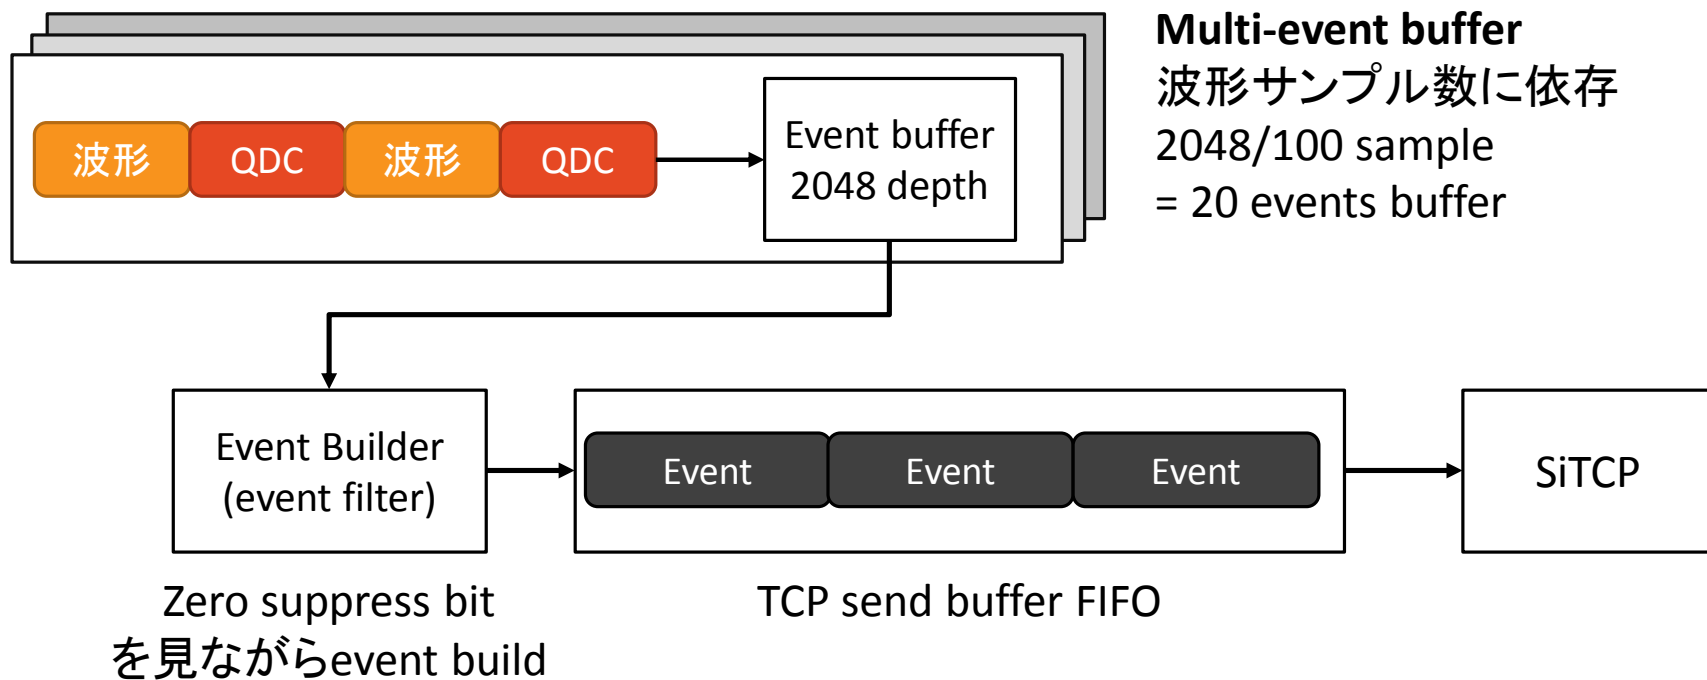 Multi-event buffer
波形サンプル数に依存
2048/100 sample
= 20 events buffer
波形 QDC 波形 QDC
Event buffer
2048 depth
Event Builder
(event filter)
Event Event Event
SiTCP
Zero suppress bit
を見ながらevent build
TCP send buffer FIFO